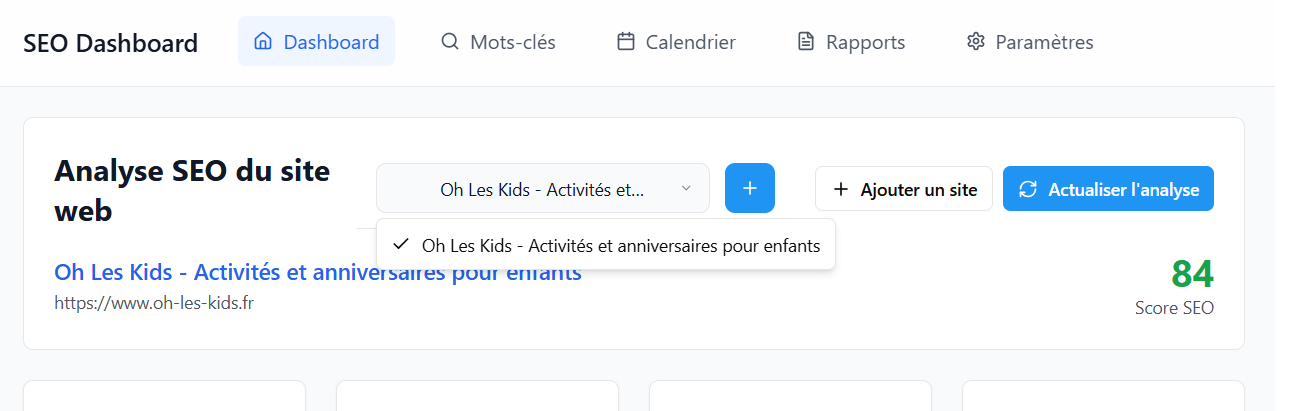 SEO Dashboard Dashboard Mots-clés Calendrier Rapports Paramètres
Analyse SEO du site
web
Oh Les Kids - Activités et...
Ajouter un site
Actualiser l'analyse
Oh Les Kids - Activités et anniversaires pour enfants
Oh Les Kids - Activités et anniversaires pour enfants
https://www.oh-les-kids.fr
84
Score SEO